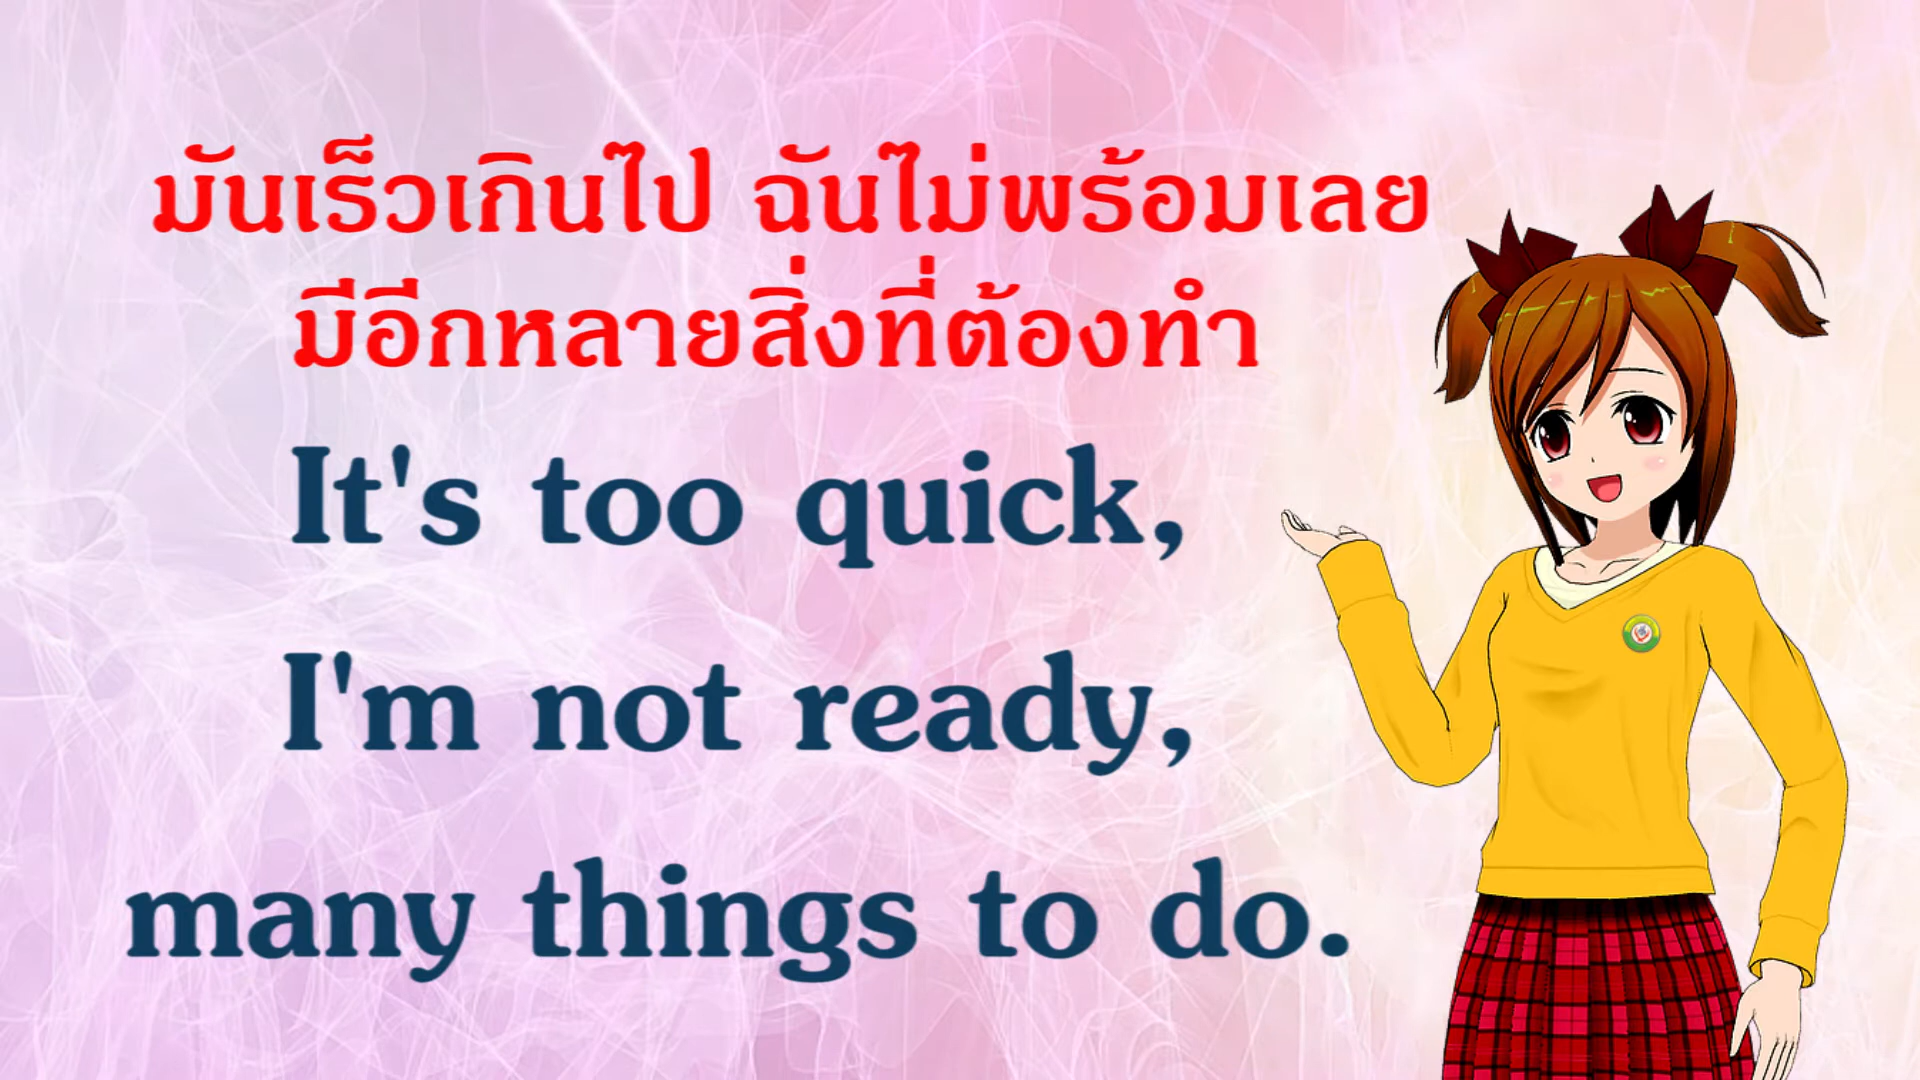 มันเร็วเกินไป ฉันไม่พร้อมเลย
มีอีกหลายสิ่งที่ต้องทำ
It's too quick,
I'm not ready,
many things to do.